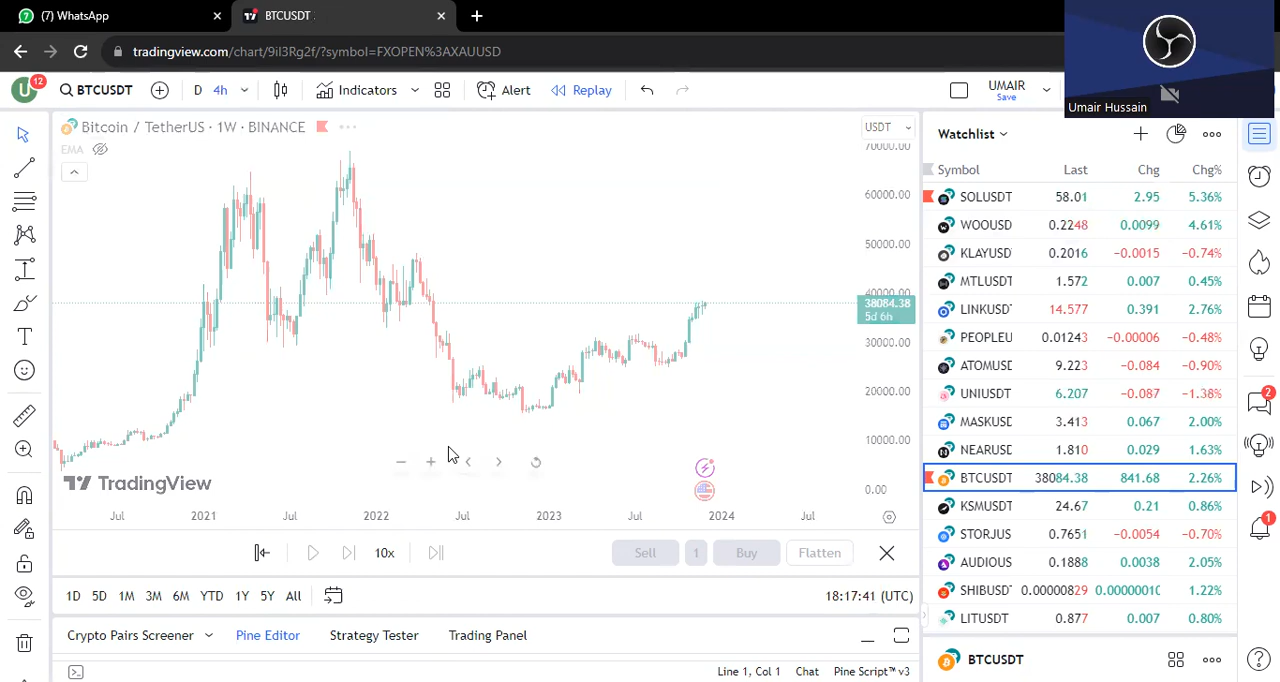 (7) WhatsApp
BTCUSDT
tradingview.com/chart/9il3Rg2f/?symbol=FXOPEN%3AXAUUSD
Umair Hussain
U 12
BTCUSDT
D 4h
Indicators
Alert
Replay
UMAIR
Save
Bitcoin / TetherUS · 1W · BINANCE
EMA
USDT
70000.00
60000.00
50000.00
40000.00
38084.38
5d 6h
30000.00
20000.00
10000.00
0.00
TradingView
Jul 2021 Jul 2022 Jul 2023 Jul 2024 Jul
10x
Sell 1 Buy Flatten
1D 5D 1M 3M 6M YTD 1Y 5Y All
18:17:41 (UTC)
Crypto Pairs Screener
Pine Editor
Strategy Tester
Trading Panel
Line 1, Col 1 Chat Pine Script™ v3
Watchlist
Symbol Last Chg Chg%
SOLUSDT 58.01 2.95 5.36%
WOOUSD 0.2248 0.0099 4.61%
KLAYUSD 0.2016 −0.0015 −0.74%
MTLUSDT 1.572 0.007 0.45%
LINKUSD 14.577 0.391 2.76%
PEOPLEU 0.01243 −0.00006 −0.48%
ATOMUSD 9.223 −0.084 −0.90%
UNIUSDT 6.207 −0.087 −1.38%
MASKUSD 3.413 0.067 2.00%
NEARUSD 1.810 0.029 1.63%
BTCUSDT 38084.38 841.68 2.26%
KSMUSDT 24.67 0.21 0.86%
STORJUS 0.7651 −0.0054 −0.70%
AUDIOUS 0.1888 0.0038 2.05%
SHIBUSD 0.00000829 0.00000010 1.22%
LITUSDT 0.877 0.007 0.80%
BTCUSDT
2
1